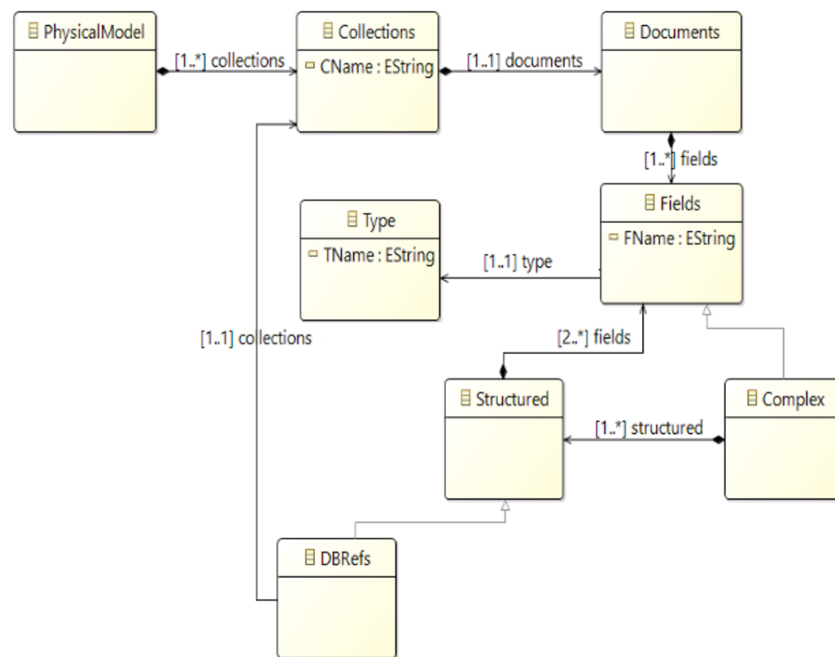 PhysicalModel
Collections
Documents
[1..*] collections
CName : EString
[1..1] documents
[1..*] fields
Type
Fields
TName : EString
[1..1] type
FName : EString
[1..1] collections
[2..*] fields
Structured
Complex
[1..*] structured
DBRefs